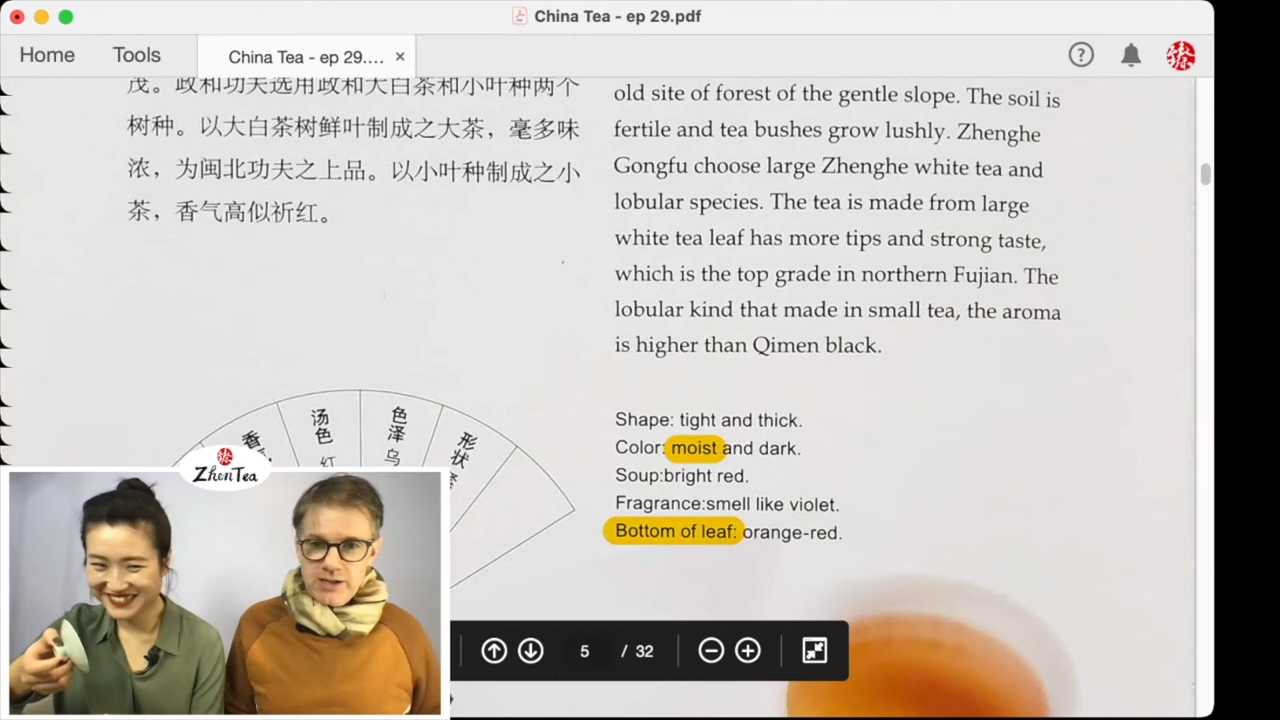 China Tea - ep 29.pdf
Home
Tools
China Tea - ep 29.... ×
茂。政和功夫选用政和大白茶和小叶种两个
树种。以大白茶树鲜叶制成之大茶，毫多味
浓，为闽北功夫之上品。以小叶种制成之小
茶，香气高似祈红。
old site of forest of the gentle slope. The soil is
fertile and tea bushes grow lushly. Zhenghe
Gongfu choose large Zhenghe white tea and
lobular species. The tea is made from large
white tea leaf has more tips and strong taste,
which is the top grade in northern Fujian. The
lobular kind that made in small tea, the aroma
is higher than Qimen black.
香
汤色
红
色泽
乌
形状
Shape: tight and thick.
Color: moist and dark.
Soup:bright red.
Fragrance:smell like violet.
Bottom of leaf: orange-red.
ZhenTea
5 / 32